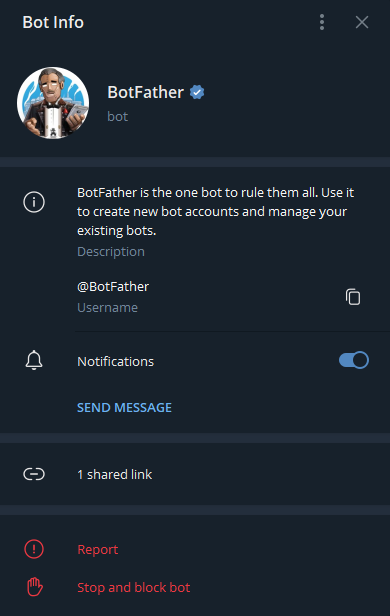 Bot Info
BotFather
bot
BotFather is the one bot to rule them all. Use it
to create new bot accounts and manage your
existing bots.
Description
@BotFather
Username
Notifications
SEND MESSAGE
1 shared link
Report
Stop and block bot